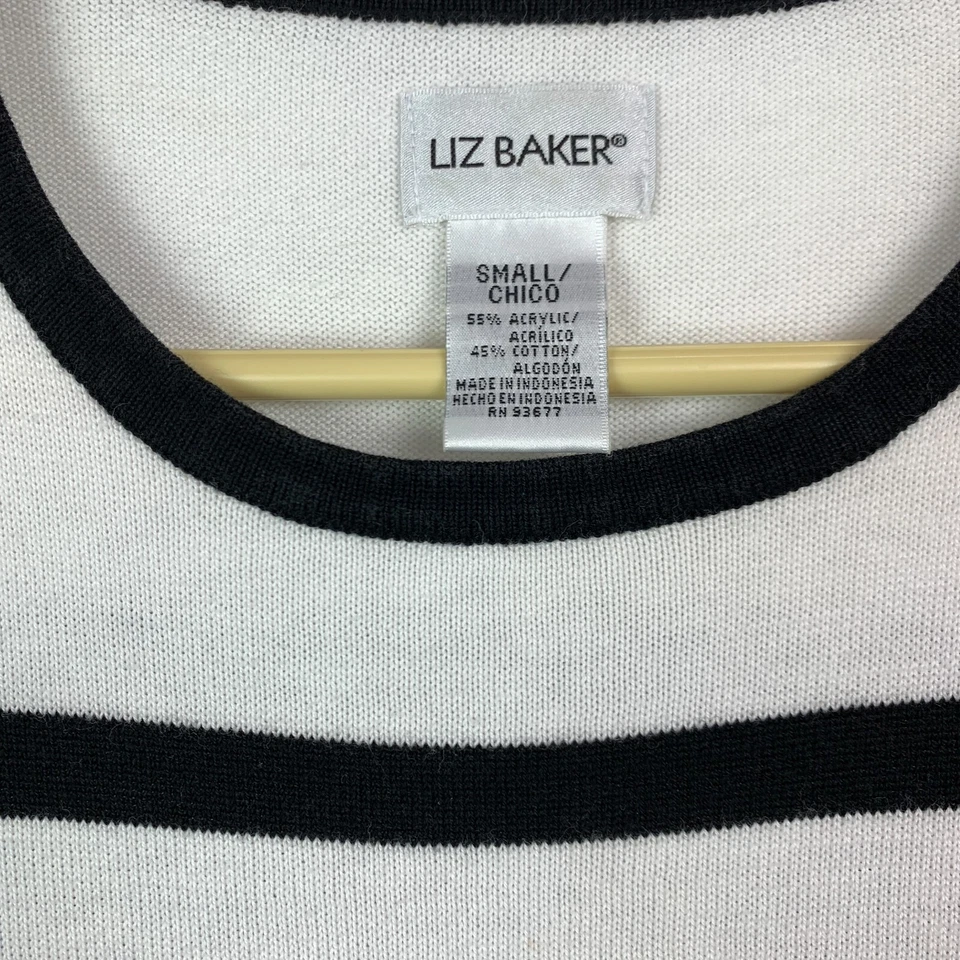 LIZ BAKER®
SMALL/
CHICO
55% ACRYLIC/
ACRÍLICO
45% COTTON/
ALGODÓN
MADE IN INDONESIA
HECHO EN INDONESIA
RN 93677